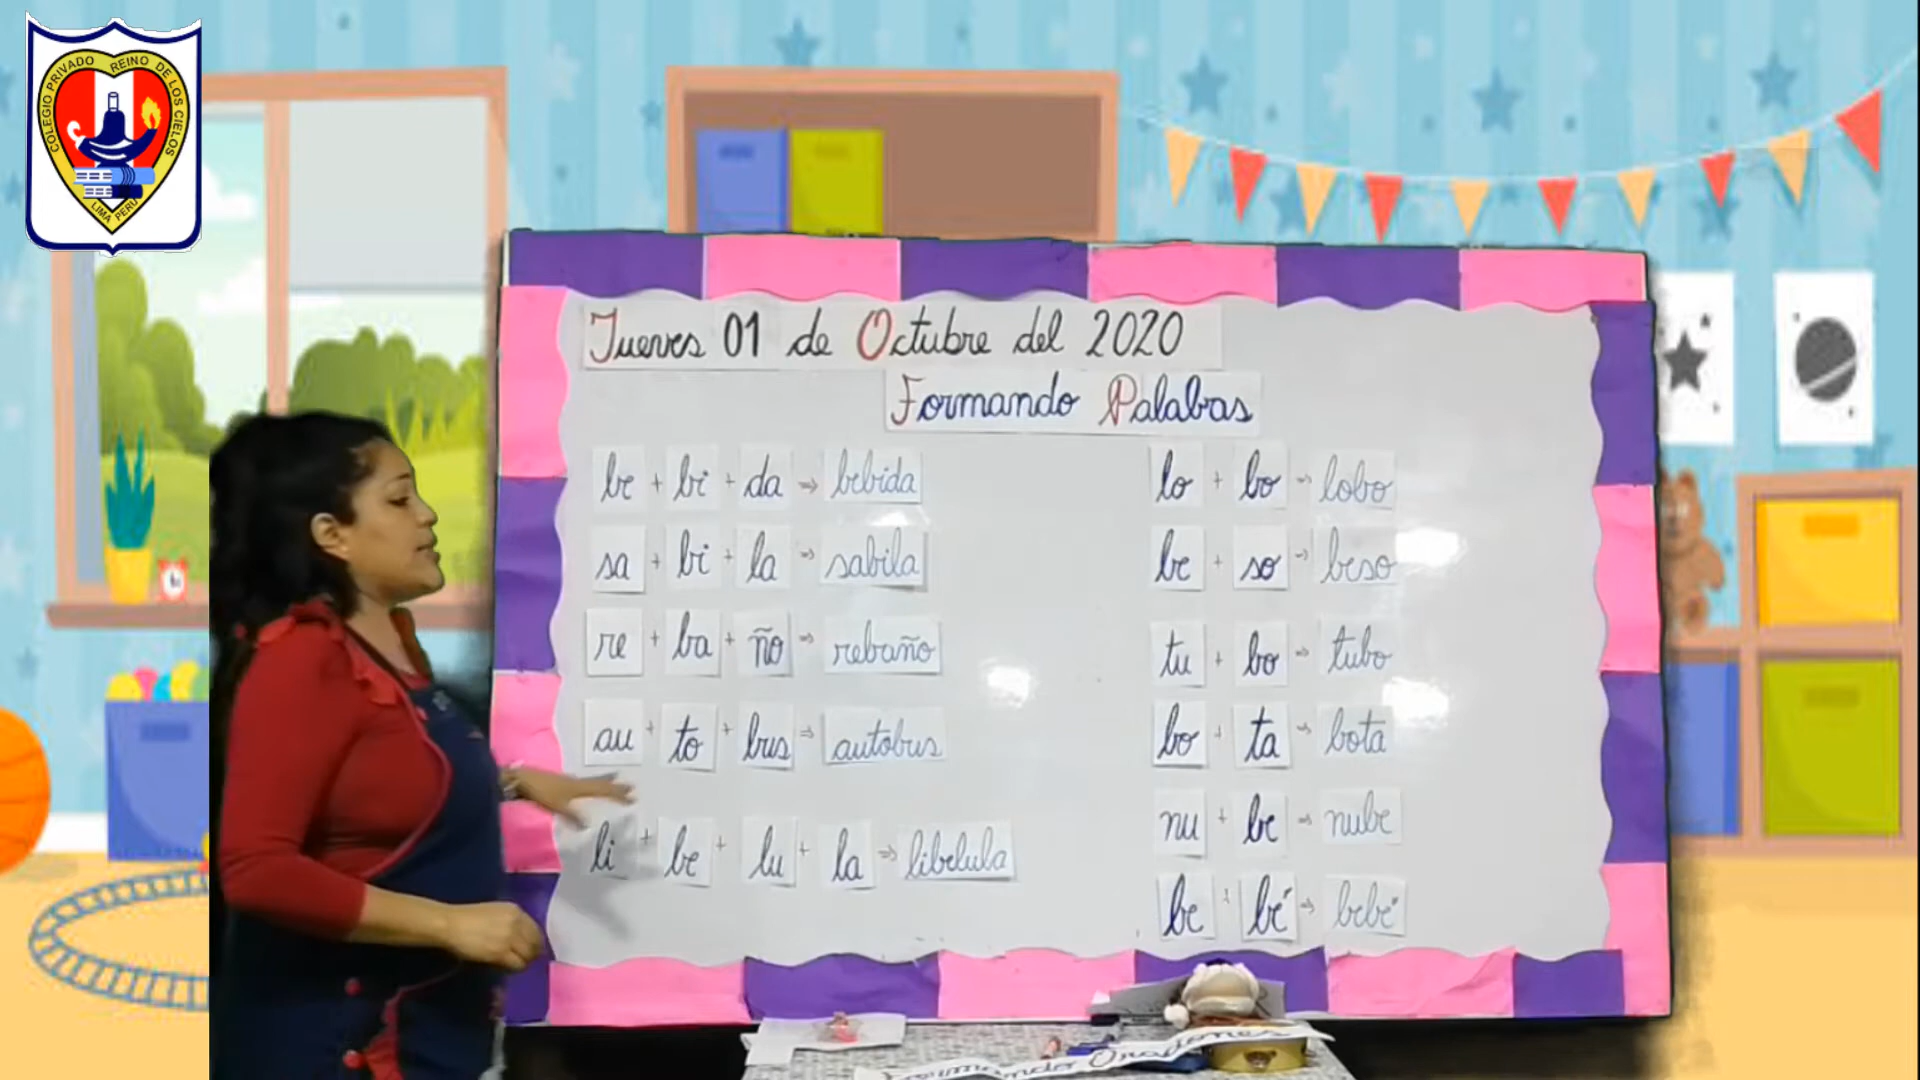 COLEGIO PRIVADO REINO DE LOS CIELOS
LIMA PERÚ
Jueves 01 de Octubre del 2020
Formando Palabras
be + bi + da ⇒ bebida
sa + bi + la ⇒ sabila
re + ba + ño ⇒ rebaño
au + to + bus ⇒ autobus
li + be + lu + la ⇒ libelula
lo + bo ⇒ lobo
be + so ⇒ beso
tu + bo ⇒ tubo
bo + ta ⇒ bota
nu + be ⇒ nube
be + bé ⇒ bebé
Formando Oraciones